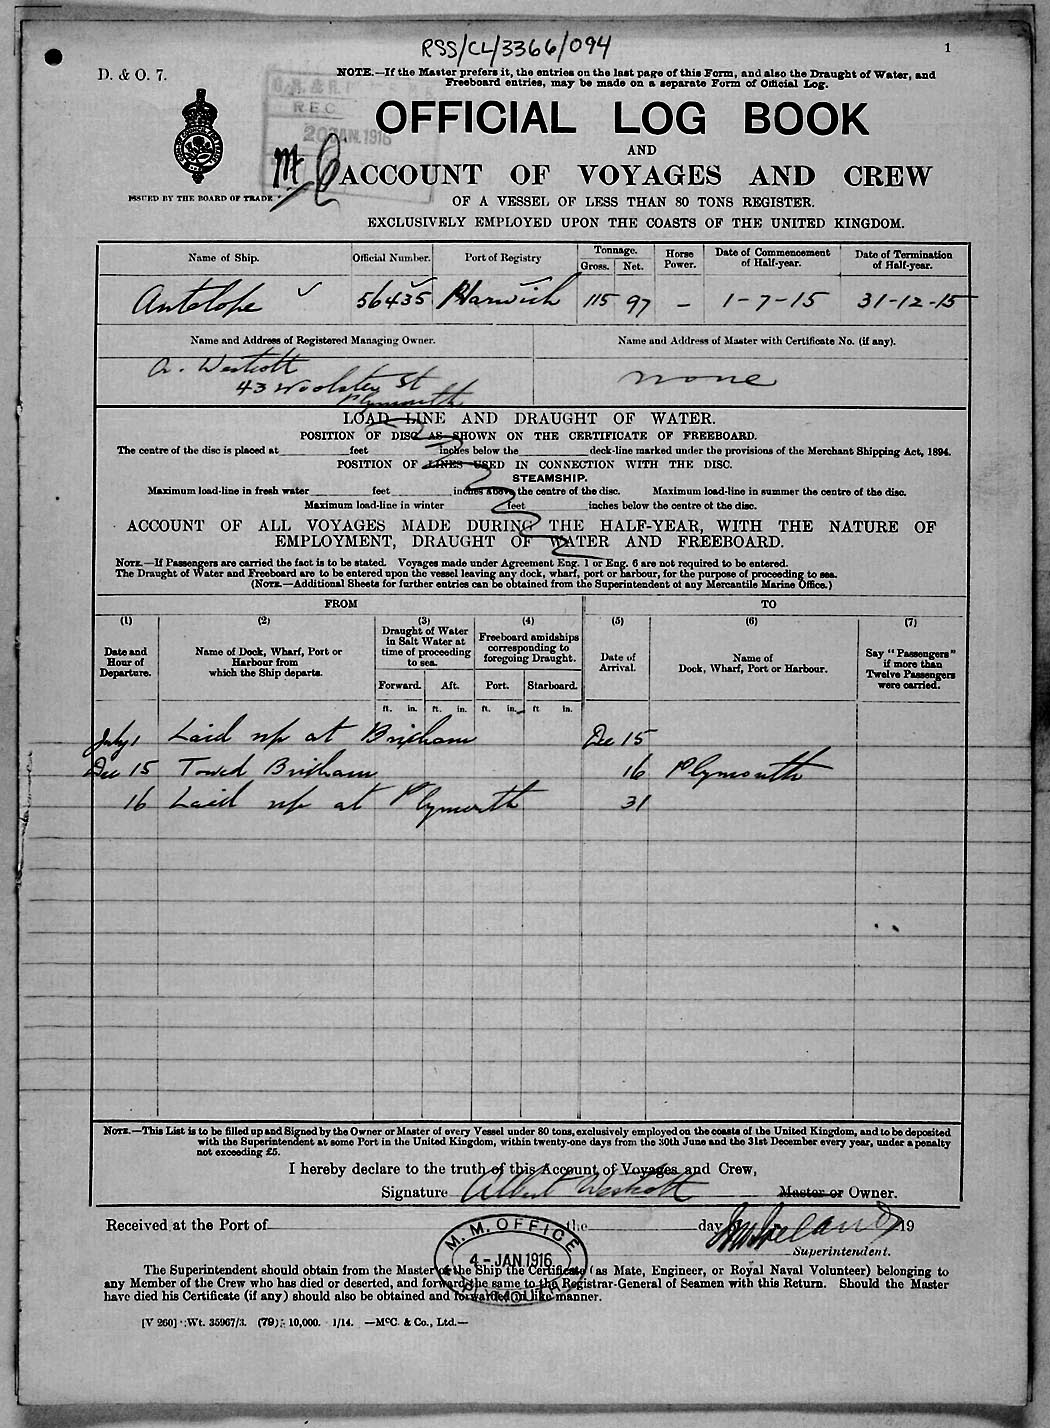 RSS/CL/3366/094
1
D. & O. 7.
NOTE.—If the Master prefers it, the entries on the last page of this Form, and also the Draught of Water, and
Freeboard entries, may be made on a separate Form of Official Log.
REC
20 JAN. 1916
OFFICIAL LOG BOOK
AND
ACCOUNT OF VOYAGES AND CREW
ISSUED BY THE BOARD OF TRADE
OF A VESSEL OF LESS THAN 80 TONS REGISTER.
EXCLUSIVELY EMPLOYED UPON THE COASTS OF THE UNITED KINGDOM.
Name of Ship. Official Number. Port of Registry Tonnage. Gross. Net. Horse Power. Date of Commencement of Half-year. Date of Termination of Half-year.
Antelope 56435 Harwich 115 97 – 1-7-15 31-12-15
Name and Address of Registered Managing Owner. Name and Address of Master with Certificate No. (if any).
A. Westcott
43 Woolster St none
Plymouth
LOAD LINE AND DRAUGHT OF WATER.
POSITION OF DISC AS SHOWN ON THE CERTIFICATE OF FREEBOARD.
The centre of the disc is placed at feet inches below the deck-line marked under the provisions of the Merchant Shipping Act, 1894.
POSITION OF LINES USED IN CONNECTION WITH THE DISC.
STEAMSHIP.
Maximum load-line in fresh water feet inches above the centre of the disc. Maximum load-line in summer the centre of the disc.
Maximum load-line in winter feet inches below the centre of the disc.
ACCOUNT OF ALL VOYAGES MADE DURING THE HALF-YEAR, WITH THE NATURE OF
EMPLOYMENT, DRAUGHT OF WATER AND FREEBOARD.
NOTE.—If Passengers are carried the fact is to be stated. Voyages made under Agreement Eng. 1 or Eng. 6 are not required to be entered.
The Draught of Water and Freeboard are to be entered upon the vessel leaving any dock, wharf, port or harbour, for the purpose of proceeding to sea.
(NOTE.—Additional Sheets for further entries can be obtained from the Superintendent of any Mercantile Marine Office.)
FROM TO
(1) (2) (3) (4) (5) (6) (7)
Date and Hour of Departure. Name of Dock, Wharf, Port or Harbour from which the Ship departs. Draught of Water in Salt Water at time of proceeding to sea. Freeboard amidships corresponding to foregoing Draught. Date of Arrival. Name of Dock, Wharf, Port or Harbour. Say "Passengers" if more than Twelve Passengers were carried.
Forward. Aft. Port. Starboard.
ft. in. ft. in. ft. in. ft in.
July 1 Laid up at Brixham Dec 15
Dec 15 Towed Brixham 16 Plymouth
16 Laid up at Plymouth 31
NOTE.—This List is to be filled up and Signed by the Owner or Master of every Vessel under 80 tons, exclusively employed on the coasts of the United Kingdom, and to be deposited
with the Superintendent at some Port in the United Kingdom, within twenty-one days from the 30th June and the 31st December every year, under a penalty
not exceeding £5.
I hereby declare to the truth of this Account of Voyages and Crew,
Signature Albert Westcott Master or Owner.
Received at the Port of the day 19
Superintendent.
M. M. OFFICE
4-JAN 1916
The Superintendent should obtain from the Master of the Ship the Certificate (as Mate, Engineer, or Royal Naval Volunteer) belonging to
any Member of the Crew who has died or deserted, and forward the same to the Registrar-General of Seamen with this Return. Should the Master
have died his Certificate (if any) should also be obtained and forwarded in like manner.
[V 260] Wt. 35967/3. (79) 10,000. 1/14. —McC. & Co., Ltd.—